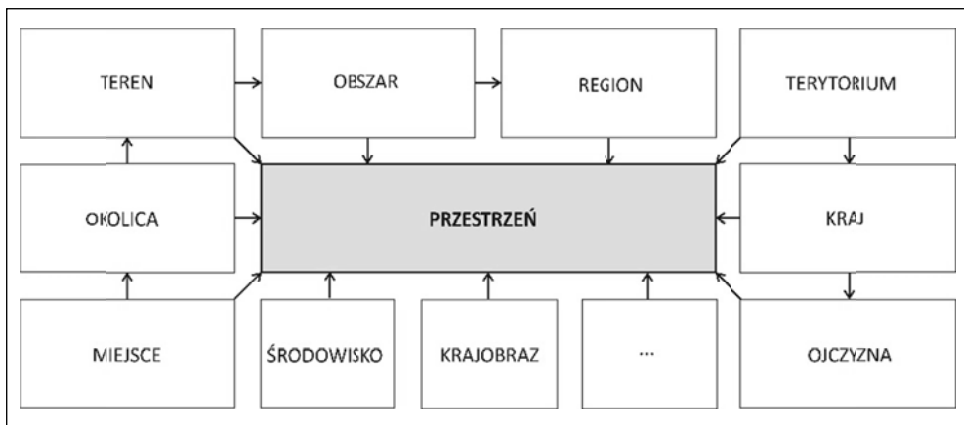 TEREN
OBSZAR
REGION
TERYTORIUM
OKOLICA
PRZESTRZEŃ
KRAJ
MIEJSCE
ŚRODOWISKO
KRAJOBRAZ
...
OJCZYZNA